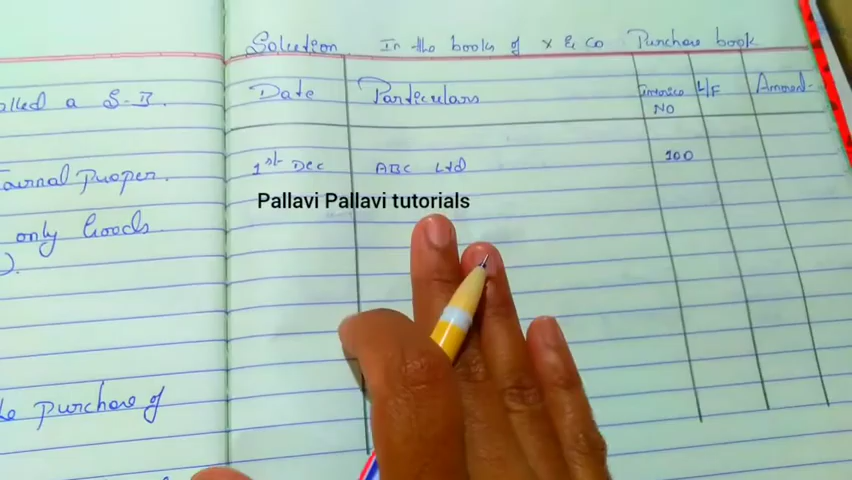 Solution In the books of X & Co Purchase book
Date Particulars Invoice NO L/F Amount
1st Dec ABC Ltd 100
Pallavi Pallavi tutorials
alled a S-B.
Journal proper.
only Goods
).
purchase of